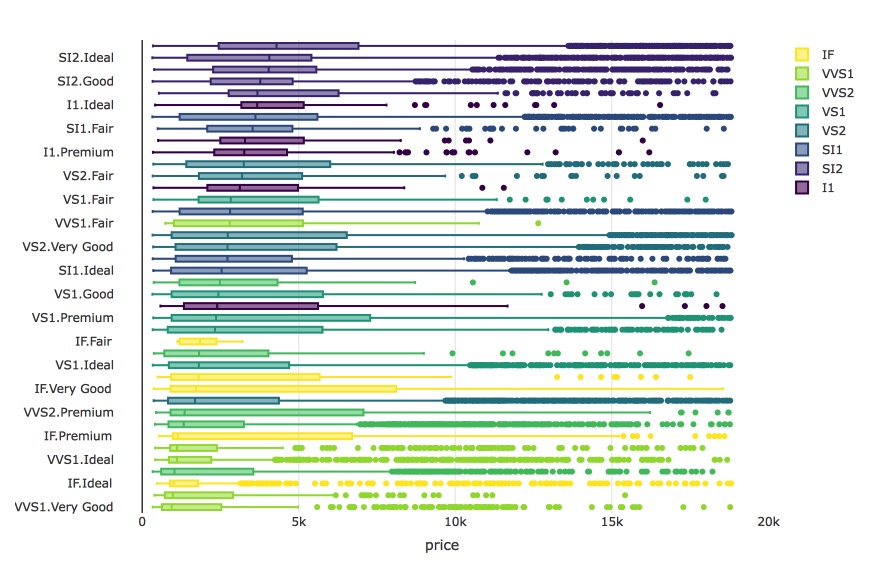 SI2.Ideal
SI2.Good
I1.Ideal
SI1.Fair
I1.Premium
VS2.Fair
VS1.Fair
VVS1.Fair
VS2.Very Good
SI1.Ideal
VS1.Good
VS1.Premium
IF.Fair
VS1.Ideal
IF.Very Good
VVS2.Premium
IF.Premium
VVS1.Ideal
IF.Ideal
VVS1.Very Good
0 5k 10k 15k 20k
price
IF
VVS1
VVS2
VS1
VS2
SI1
SI2
I1